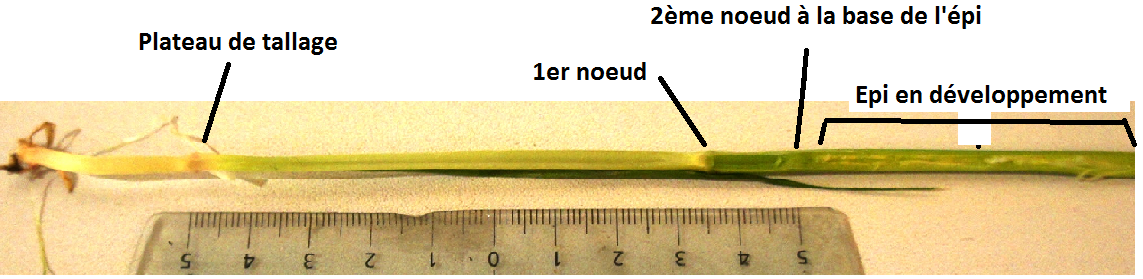 2ème noeud à la base de l'épi
Plateau de tallage
1er noeud
Epi en développement
5 4 3 2 1 0 1 2 3 4 5